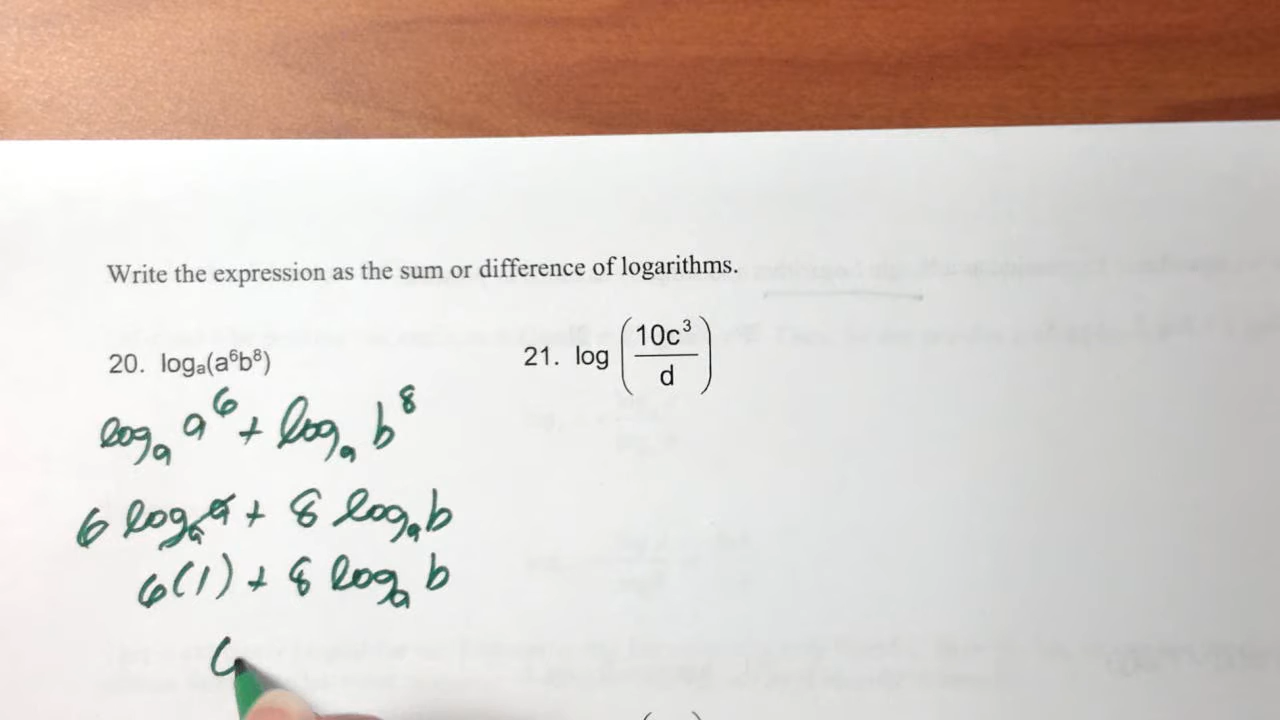 Write the expression as the sum or difference of logarithms.
20. logₐ(a⁶b⁸)
21. log (10c³/d)
logₐ a⁶ + logₐ b⁸
6 logₐ a + 8 logₐ b
6(1) + 8 logₐ b
6